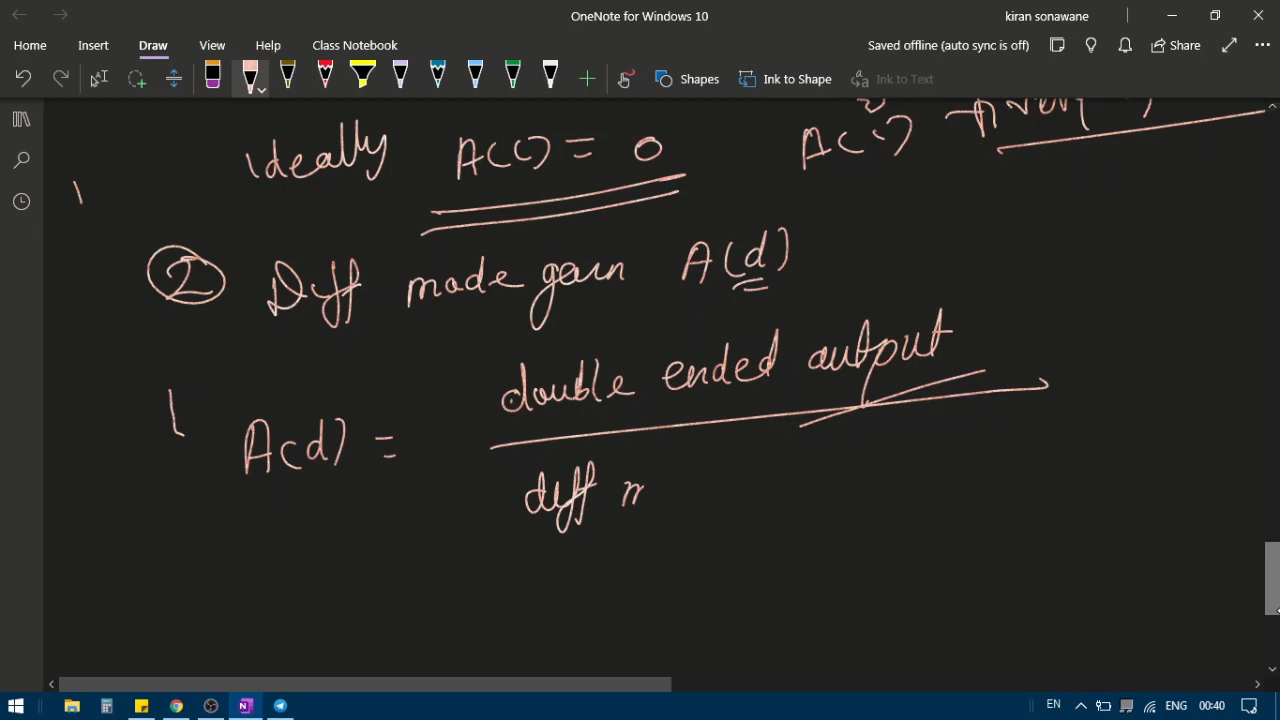 OneNote for Windows 10
kiran sonawane
Home Insert Draw View Help Class Notebook
Saved offline (auto sync is off) Share
Shapes Ink to Shape Ink to Text
ideally A(c) = 0 A(c)
2 Diff mode gain A(d)
double ended output
A(d) =
diff m
EN ENG 00:40